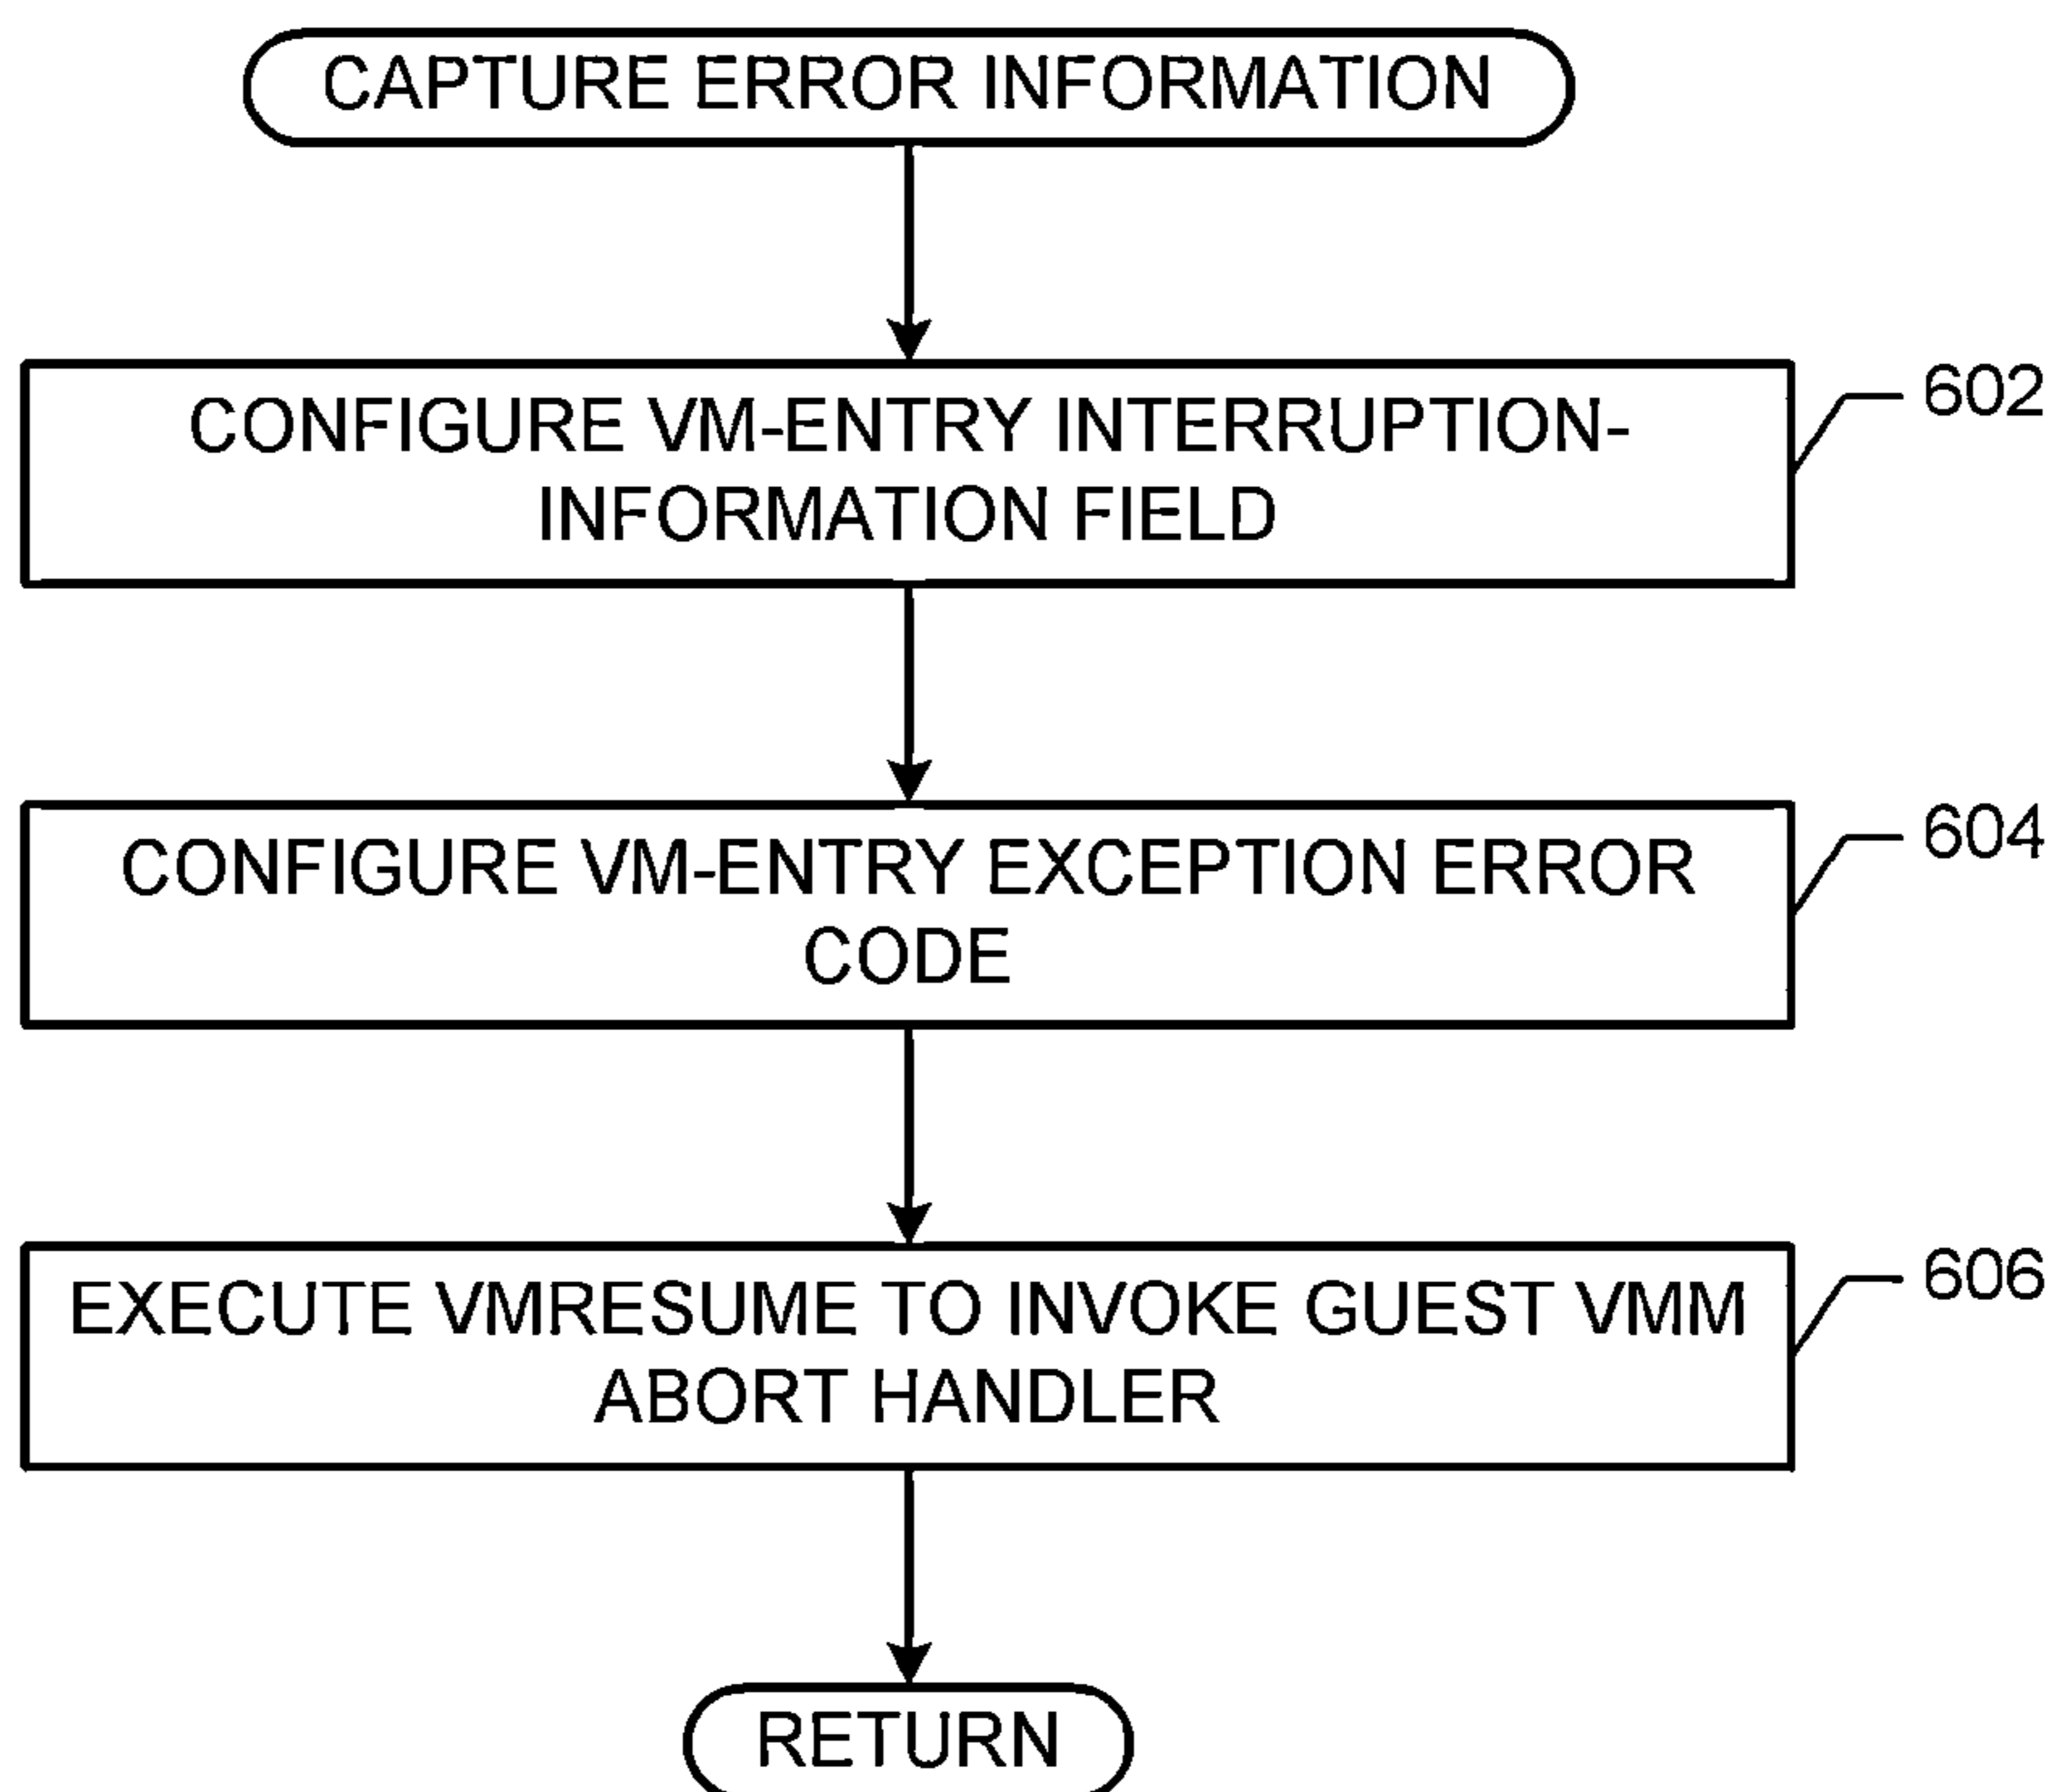 CAPTURE ERROR INFORMATION
CONFIGURE VM-ENTRY INTERRUPTION-
INFORMATION FIELD
602
CONFIGURE VM-ENTRY EXCEPTION ERROR
CODE
604
EXECUTE VMRESUME TO INVOKE GUEST VMM
ABORT HANDLER
606
RETURN